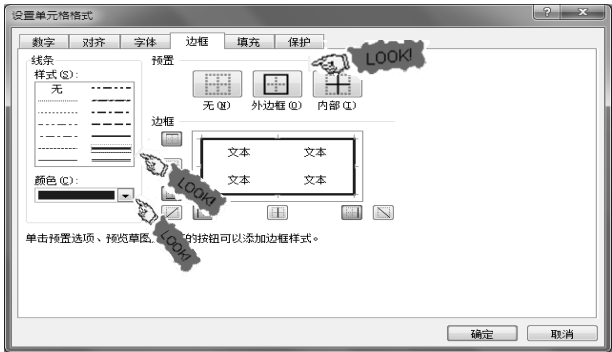 设置单元格格式
数字 对齐 字体 边框 填充 保护
线条
样式(S):
无
预置
无(N) 外边框(O) 内部(I)
边框
文本 文本
文本 文本
颜色(C):
LOOK!
LOOK!
LOOK!
单击预置选项、预览草图 的按钮可以添加边框样式。
确定 取消